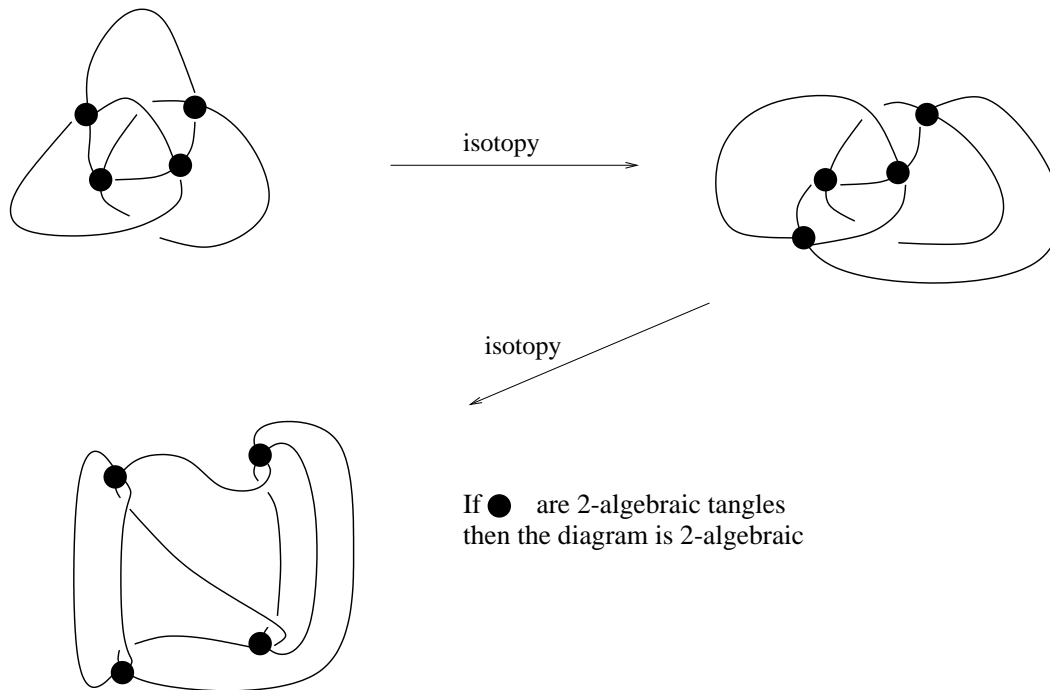 isotopy
isotopy
If ● are 2-algebraic tangles
then the diagram is 2-algebraic